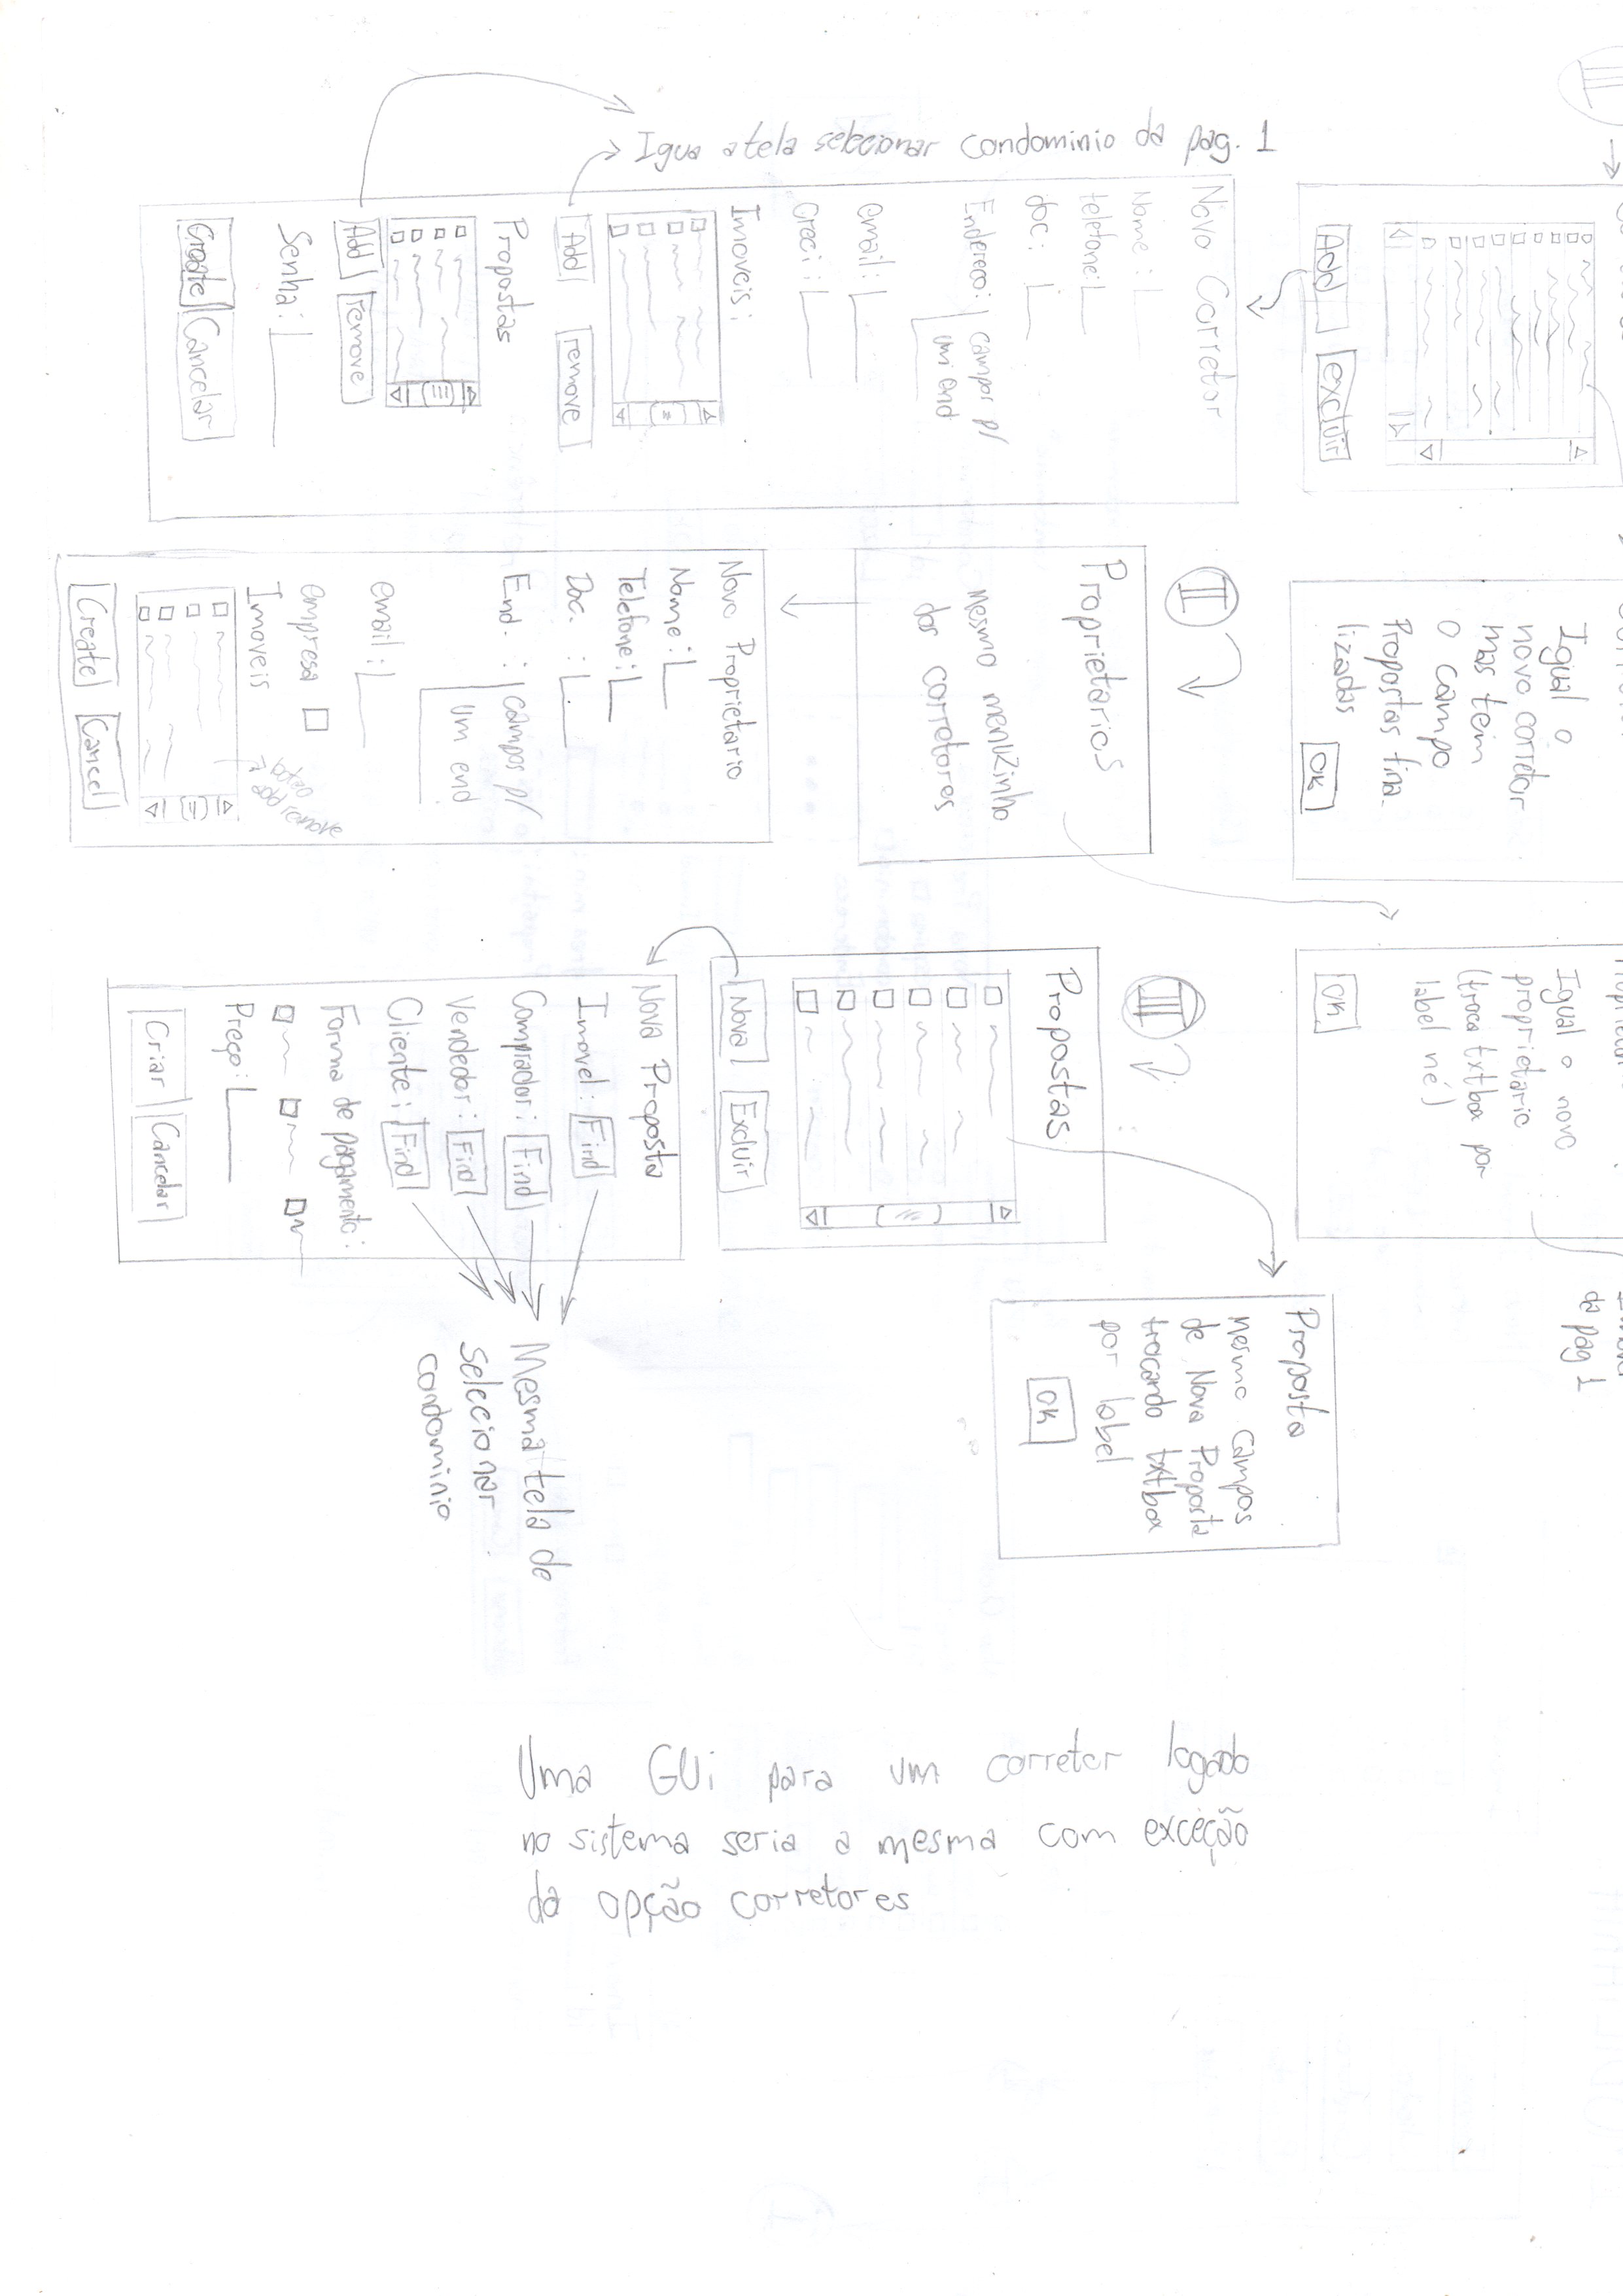 III
Add
excluir
Igua a tela selecionar condominio da pag. 1
Novo Corretor
Nome:
telefone:
doc:
Endereco: campos p/
um end
email:
Creci:
Imoveis:
Add
remove
Propostas
Add
remove
Senha:
Create
Cancelar
Igual o
novo corretor
mas tem
o campo
Propostas fina-
lizadas
OK
II
Proprietarios
Mesmo menuzinho
dos corretores
Novo Proprietario
Nome:
Telefone:
Doc. :
End. : campos p/
um end
email:
empresa
Imoveis
botao
add remove
Create
Cancel
Igual o novo
proprietario
(troca txtbox por
label né)
OK
da pag 1
III
Propostas
Nova
Excluir
Nova Proposta
Imovel: Find
Comprador: Find
Vendedor: Find
Cliente: Find
Forma de pagamento:
Preço:
Criar
Cancelar
Mesma tela de
selecionar
condominio
Proposta
Mesmo Campos
de Nova Proposta
trocando txtbox
por label
OK
Uma GUi para um corretor logado
no sistema seria a mesma com exceção
da opção corretores